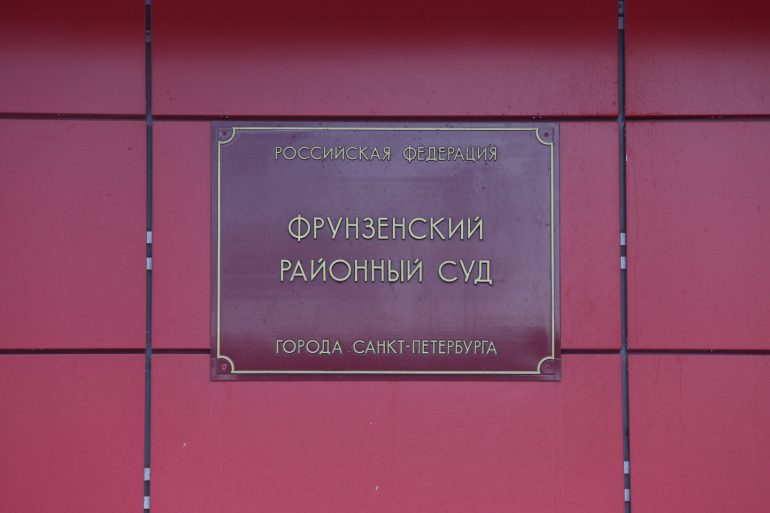 РОССИЙСКАЯ ФЕДЕРАЦИЯ
ФРУНЗЕНСКИЙ
РАЙОННЫЙ СУД
ГОРОДА САНКТ-ПЕТЕРБУРГА